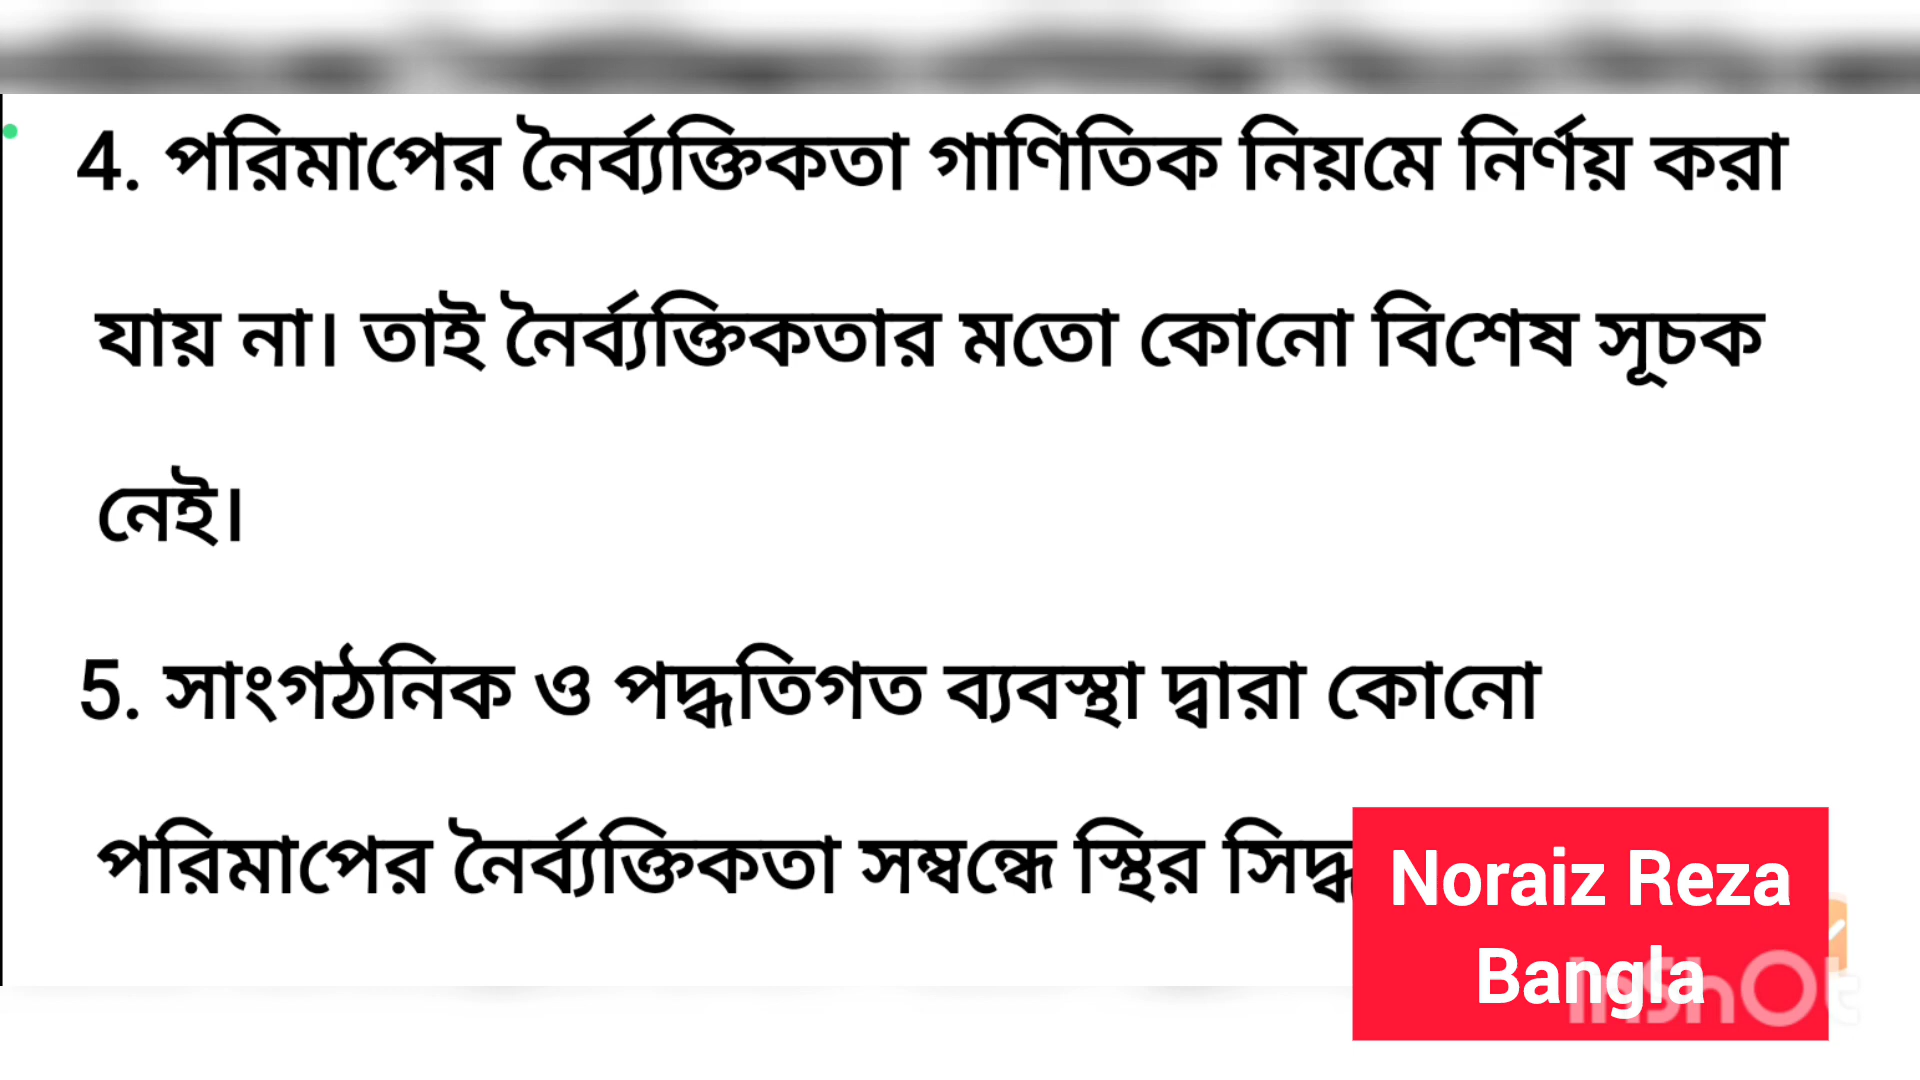 4. পরিমাপের নৈর্ব্যক্তিকতা গাণিতিক নিয়মে নির্ণয় করা
যায় না। তাই নৈর্ব্যক্তিকতার মতো কোনো বিশেষ সূচক
নেই।
5. সাংগঠনিক ও পদ্ধতিগত ব্যবস্থা দ্বারা কোনো
পরিমাপের নৈর্ব্যক্তিকতা সম্বন্ধে স্থির
Noraiz Reza
Bangla
InShOt